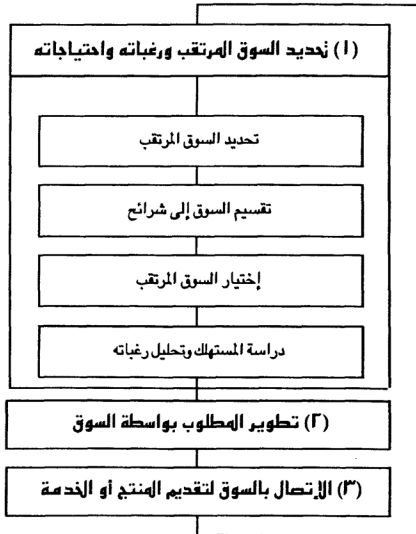 (١) تحديد السوق المرتقب ورغباته واحتياجاته
تحديد السوق المرتقب
تقسيم السوق إلى شرائح
إختيار السوق المرتقب
دراسة المستهلك وتحليل رغباته
(٢) تطوير المطلوب بواسطة السوق
(٣) الإتصال بالسوق لتقديم المنتج أو الخدمة